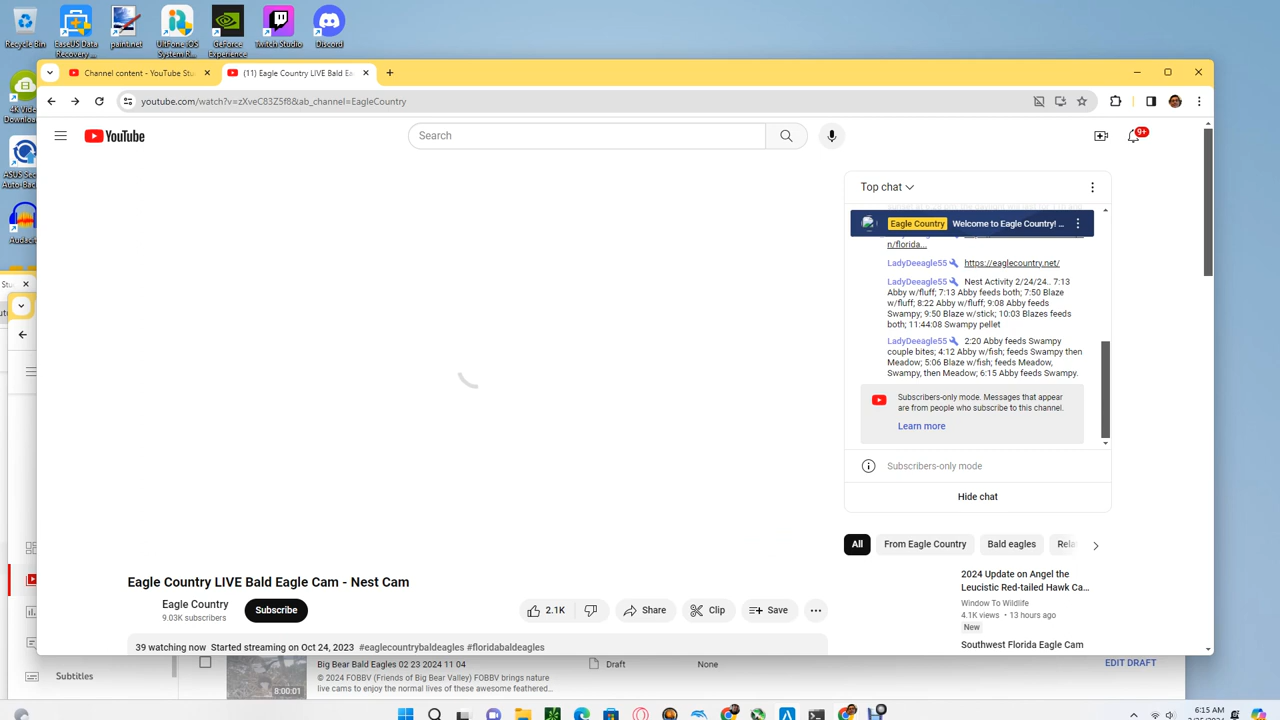 Recycle Bin
EaseUS Data
Recovery ...
paint.net
UltFone iOS
System R...
GeForce
Experience
Twitch Studio
Discord
4K Video
Downloa...
ASUS Secu
Auto-Back
Audac
Channel content - YouTube Stu
(11) Eagle Country LIVE Bald Ea
youtube.com/watch?v=zXveC83Z5f8&ab_channel=EagleCountry
YouTube
Search
9+
Top chat
Eagle Country Welcome to Eagle Country! ...
n/florida...
LadyDeeagle55 https://eaglecountry.net/
LadyDeeagle55 Nest Activity 2/24/24.. 7:13
Abby w/fluff; 7:13 Abby feeds both; 7:50 Blaze
w/fluff; 8:22 Abby w/fluff; 9:08 Abby feeds
Swampy; 9:50 Blaze w/stick; 10:03 Blazes feeds
both; 11:44:08 Swampy pellet
LadyDeeagle55 2:20 Abby feeds Swampy
couple bites; 4:12 Abby w/fish; feeds Swampy then
Meadow; 5:06 Blaze w/fish; feeds Meadow,
Swampy, then Meadow; 6:15 Abby feeds Swampy.
Subscribers-only mode. Messages that appear
are from people who subscribe to this channel.
Learn more
Subscribers-only mode
Hide chat
All From Eagle Country Bald eagles Rela
2024 Update on Angel the
Leucistic Red-tailed Hawk Ca...
Window To Wildlife
4.1K views • 13 hours ago
New
Southwest Florida Eagle Cam
Eagle Country LIVE Bald Eagle Cam - Nest Cam
Eagle Country
9.03K subscribers
Subscribe
2.1K
Share
Clip
Save
39 watching now Started streaming on Oct 24, 2023 #eaglecountrybaldeagles #floridabaldeagles
Subtitles
8:00:01
Big Bear Bald Eagles 02 23 2024 11 04
© 2024 FOBBV (Friends of Big Bear Valley) FOBBV brings nature
live cams to enjoy the normal lives of these awesome feathered...
Draft
None
EDIT DRAFT
6:15 AM